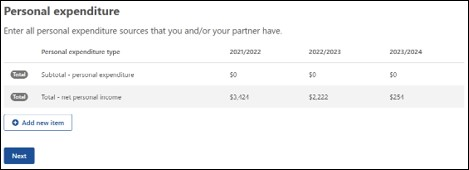 Personal expenditure
Enter all personal expenditure sources that you and/or your partner have.
Personal expenditure type 2021/2022 2022/2023 2023/2024
Total Subtotal - personal expenditure $0 $0 $0
Total Total - net personal income $3,424 $2,222 $254
Add new item
Next